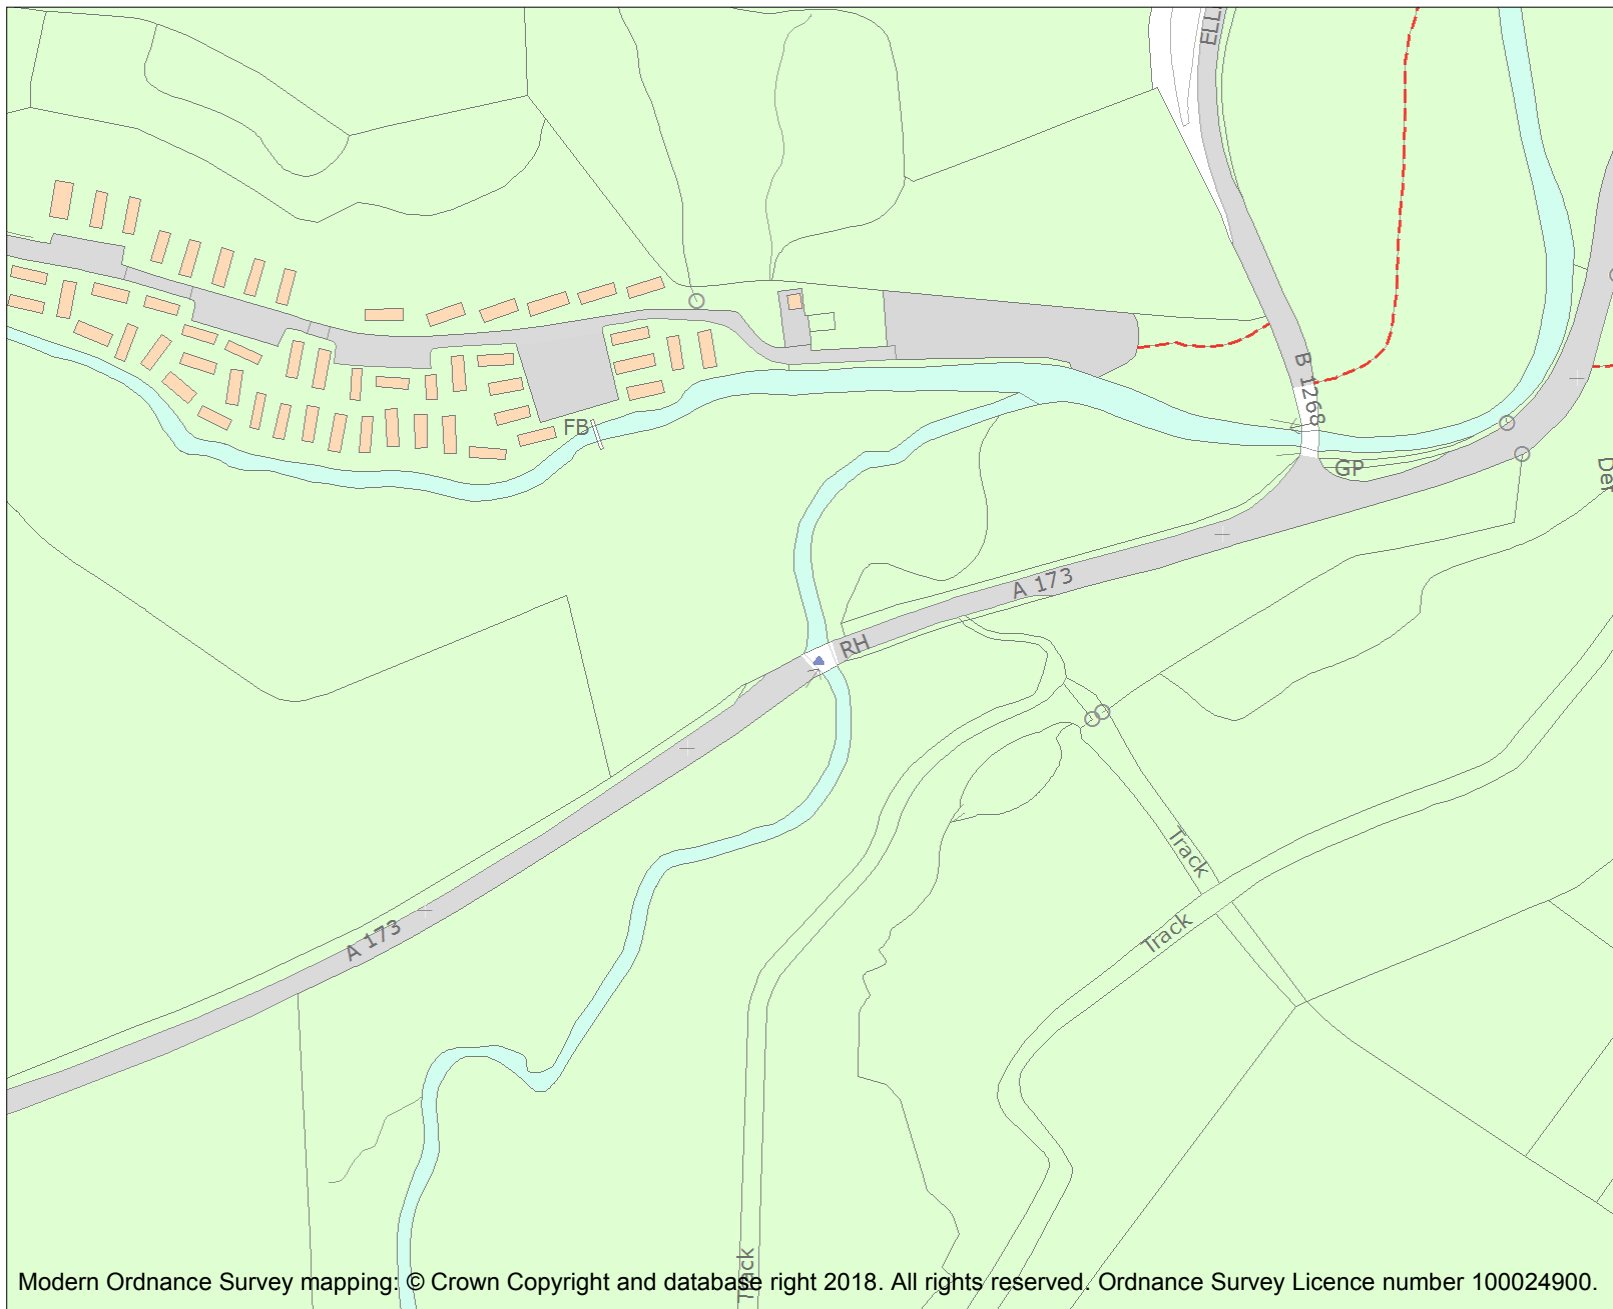 ELL
B 1268
FB
GP
Der
A 173
RH
Track
Track
A 173
Track
Modern Ordnance Survey mapping: © Crown Copyright and database right 2018. All rights reserved. Ordnance Survey Licence number 100024900.